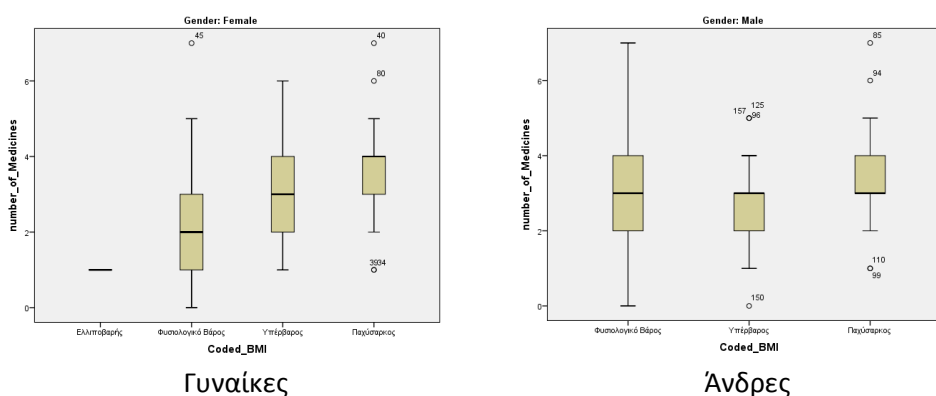 Gender: Female
45
40
80
3934
number_of_Medicines
6
4
2
0
Ελλιποβαρής Φυσιολογικό Βάρος Υπέρβαρος Παχύσαρκος
Coded_BMI
Γυναίκες
Gender: Male
85
94
157 125
96
110
99
150
number_of_Medicines
6
4
2
0
Φυσιολογικό Βάρος Υπέρβαρος Παχύσαρκος
Coded_BMI
Άνδρες